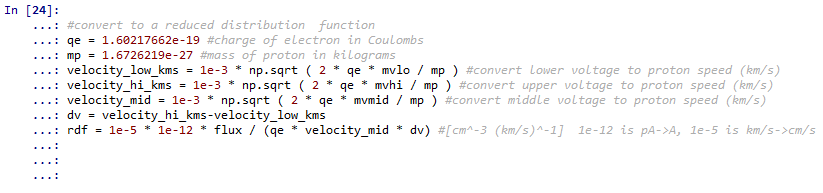 In [24]:
...: #convert to a reduced distribution  function
...: qe = 1.60217662e-19 #charge of electron in Coulombs
...: mp = 1.6726219e-27 #mass of proton in kilograms
...: velocity_low_kms = 1e-3 * np.sqrt ( 2 * qe * mvlo / mp ) #convert lower voltage to proton speed (km/s)
...: velocity_hi_kms = 1e-3 * np.sqrt ( 2 * qe * mvhi / mp ) #convert upper voltage to proton speed (km/s)
...: velocity_mid = 1e-3 * np.sqrt ( 2 * qe * mvmid / mp ) #convert middle voltage to proton speed (km/s)
...: dv = velocity_hi_kms-velocity_low_kms
...: rdf = 1e-5 * 1e-12 * flux / (qe * velocity_mid * dv) #[cm^-3 (km/s)^-1]  1e-12 is pA->A, 1e-5 is km/s->cm/s
...:
...:
...: